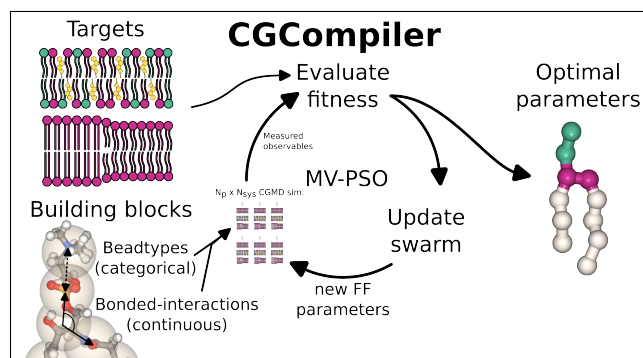 CGCompiler
Targets
Evaluate
fitness
Optimal
parameters
Measured
observables
MV-PSO
Np x Nsys CGMD sim.
Building blocks
Update
swarm
Beadtypes
(categorical)
Bonded-interactions
(continuous)
new FF
parameters